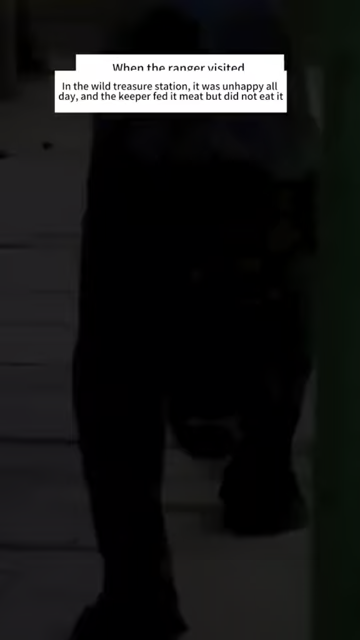 When the ranger visited
In the wild treasure station, it was unhappy all
day, and the keeper fed it meat but did not eat it